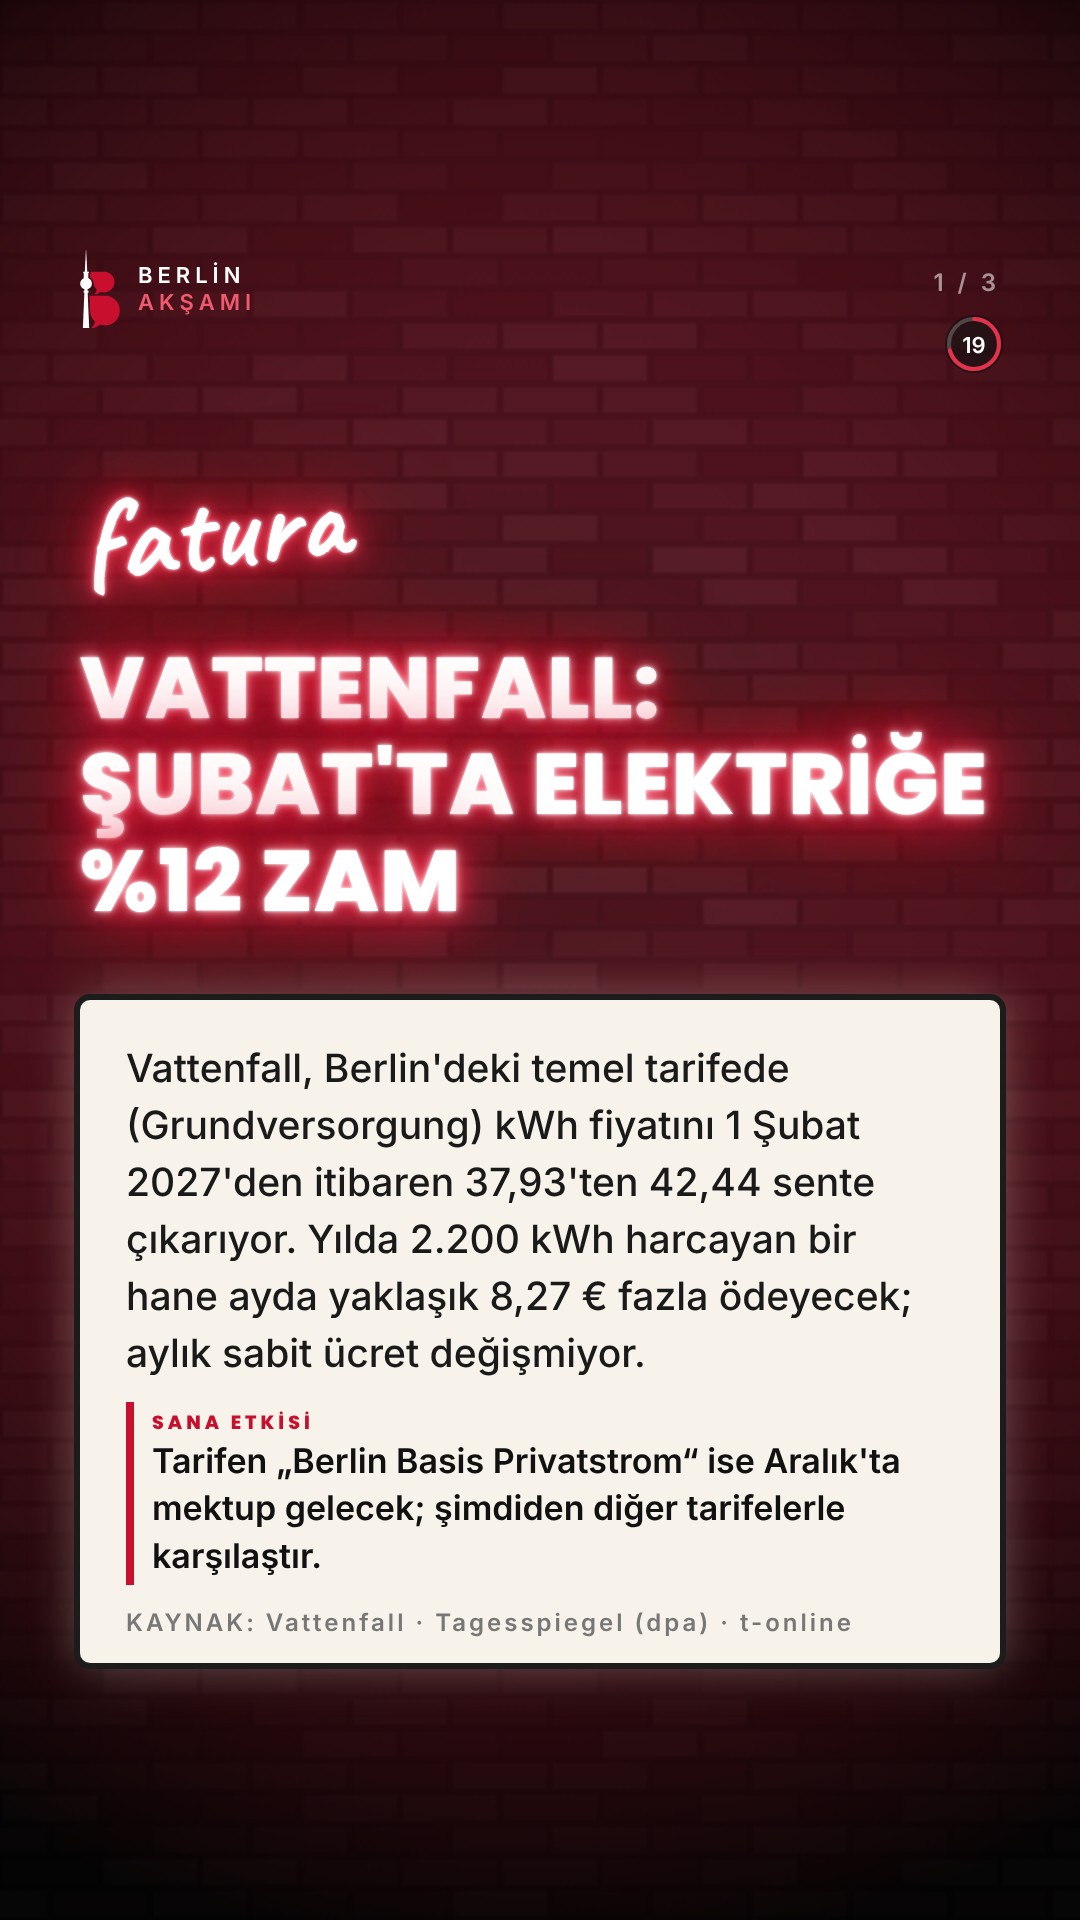 BERLİN
AKŞAMI
1 / 3
19
fatura
VATTENFALL:
ŞUBAT'TA ELEKTRİĞE
%12 ZAM
Vattenfall, Berlin'deki temel tarifede
(Grundversorgung) kWh fiyatını 1 Şubat
2027'den itibaren 37,93'ten 42,44 sente
çıkarıyor. Yılda 2.200 kWh harcayan bir
hane ayda yaklaşık 8,27 € fazla ödeyecek;
aylık sabit ücret değişmiyor.
SANA ETKİSİ
Tarifen „Berlin Basis Privatstrom“ ise Aralık'ta
mektup gelecek; şimdiden diğer tarifelerle
karşılaştır.
KAYNAK: Vattenfall · Tagesspiegel (dpa) · t-online